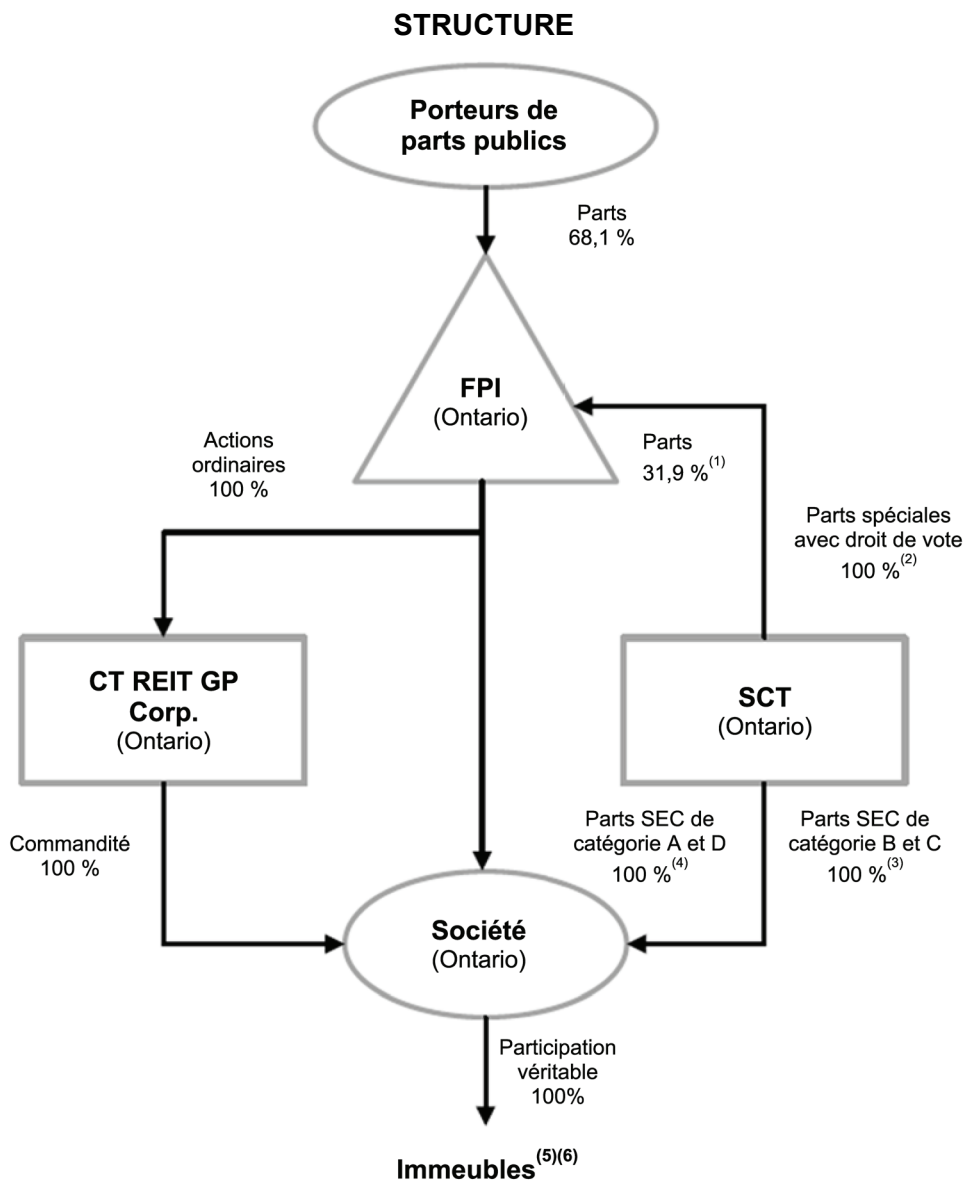 STRUCTURE
Porteurs de
parts publics
Parts
68,1 %
FPI
(Ontario)
Parts
31,9 %(1)
Actions
ordinaires
100 %
Parts spéciales
avec droit de vote
100 %(2)
CT REIT GP
Corp.
(Ontario)
SCT
(Ontario)
Commandité
100 %
Parts SEC de
catégorie A et D
100 %(4)
Parts SEC de
catégorie B et C
100 %(3)
Société
(Ontario)
Participation
véritable
100%
Immeubles(5)(6)